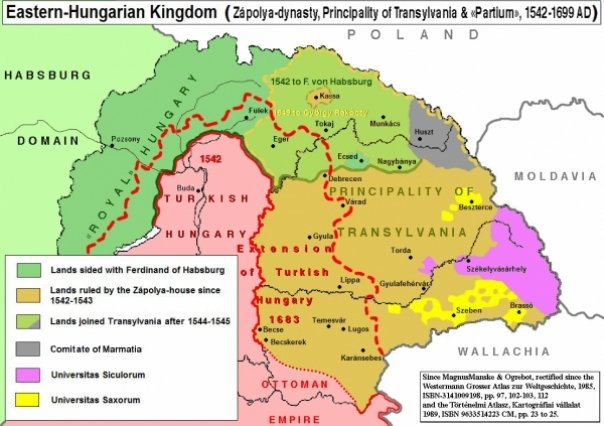 Eastern-Hungarian Kingdom (Zápolya-dynasty, Principality of Transylvania & «Partium», 1542-1699 AD)
POLAND
HABSBURG
DOMAIN
«ROYAL» HUNGARY
1542 to F. von Habsburg
Kassa
1649 to György Rákóczy
Fülek
Tokaj
Munkács
Huszt
Pozsony
Eger
1542
Ecsed
Nagybánya
MOLDAVIA
Debrecen
Buda
TURKISH
HUNGARY
PRINCIPALITY OF
TRANSYLVANIA
Várad
Beszterce
Gyula
Extension
of Turkish
Hungary
1683
Torda
Székelyvásárhely
Lippa
Gyulafehérvár
Temesvár
Lugos
Szeben
Brassó
Becse
Becskerek
Karánsebes
WALLACHIA
OTTOMAN
EMPIRE
Lands sided with Ferdinand of Habsburg
Lands ruled by the Zápolya-house since
1542-1543
Lands joined Transylvania after 1544-1545
Comitate of Marmatia
Universitas Siculorum
Universitas Saxorum
Since MagnusManske & Ogrebot, rectified since the
Westermann Grosser Atlas zur Weltgeschichte, 1985,
ISBN-3141009198, pp. 97, 102-103, 112
and the Történelmi Atlasz, Kartográfiai vállalat
1989, ISBN 9633514223 CM, pp. 23 to 25.